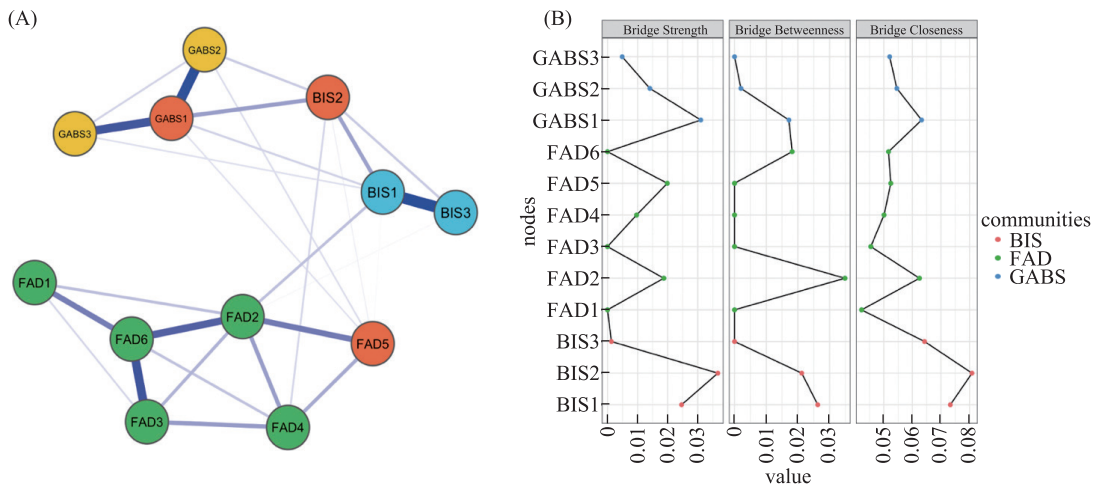 (A)
GABS2
GABS3
GABS1
BIS2
BIS1
BIS3
FAD1
FAD6
FAD2
FAD5
FAD3
FAD4
(B)
Bridge Strength Bridge Betweenness Bridge Closeness
nodes
GABS3
GABS2
GABS1
FAD6
FAD5
FAD4
FAD3
FAD2
FAD1
BIS3
BIS2
BIS1
0 0.01 0.02 0.03 0 0.01 0.02 0.03 0.05 0.06 0.07 0.08
value
communities
BIS
FAD
GABS